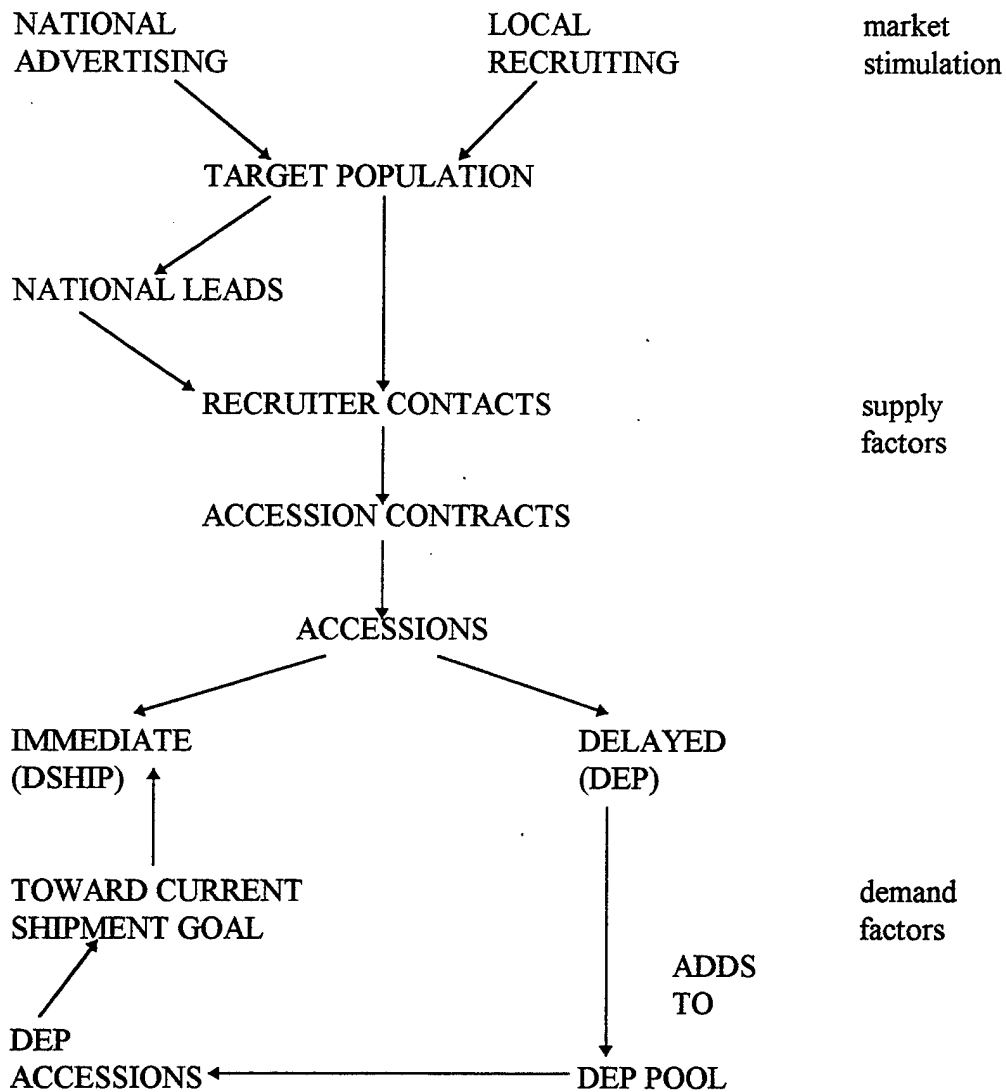 NATIONAL
ADVERTISING
LOCAL
RECRUITING
market
stimulation
TARGET POPULATION
NATIONAL LEADS
RECRUITER CONTACTS
supply
factors
ACCESSION CONTRACTS
ACCESSIONS
IMMEDIATE
(DSHIP)
DELAYED
(DEP)
TOWARD CURRENT
SHIPMENT GOAL
demand
factors
ADDS
TO
DEP
ACCESSIONS
DEP POOL